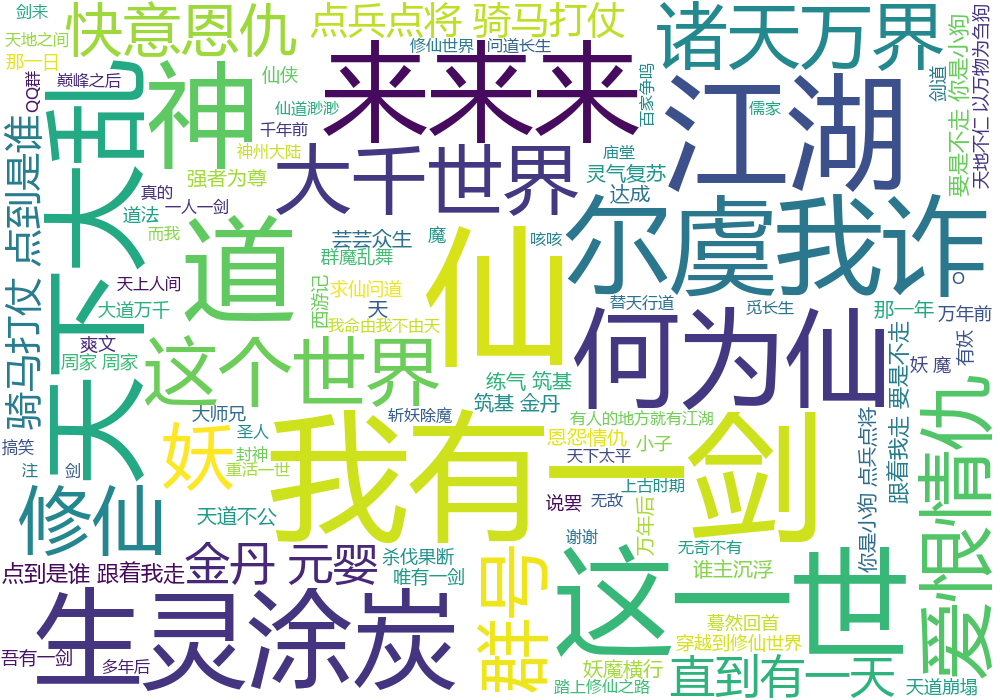 剑来
快意恩仇
点兵点将 骑马打仗
诸天万界
天地之间
修仙世界
问道长生
那一日
QQ群
巅峰之后
神
仙侠
来来来
百家争鸣
江湖
儒家
剑道
要是不走 你是小狗
天地不仁 以万物为刍狗
天下大乱
仙道渺渺
千年前
神州大陆
大千世界
庙堂
灵气复苏
达成
骑马打仗 点到是谁
强者为尊
真的
一人一剑
道法
而我
道
芸芸众生
魔
群魔乱舞
仙
咳咳
尔虞我诈
O
天上人间
西游记
求仙问道
天
我命由我不由天
替天行道
觅长生
那一年
万年前
大道万千
爽文
周家 周家
这个世界
何为仙
有妖
妖 魔
练气 筑基
筑基 金丹
跟着我走 要是不走
爱恨情仇
大师兄
斩妖除魔
有人的地方就有江湖
圣人
妖
我有一剑
恩怨情仇
小子
天下太平
你是小狗 点兵点将
搞笑
注
剑
封神
重活一世
上古时期
修仙
说罢
无敌
万年后
天道不公
谢谢
无奇不有
点到是谁 跟着我走
金丹 元婴
杀伐果断
唯有一剑
群号
这一世
谁主沉浮
生灵涂炭
蓦然回首
穿越到修仙世界
吾有一剑
多年后
妖魔横行
踏上修仙之路
直到有一天
天道崩塌